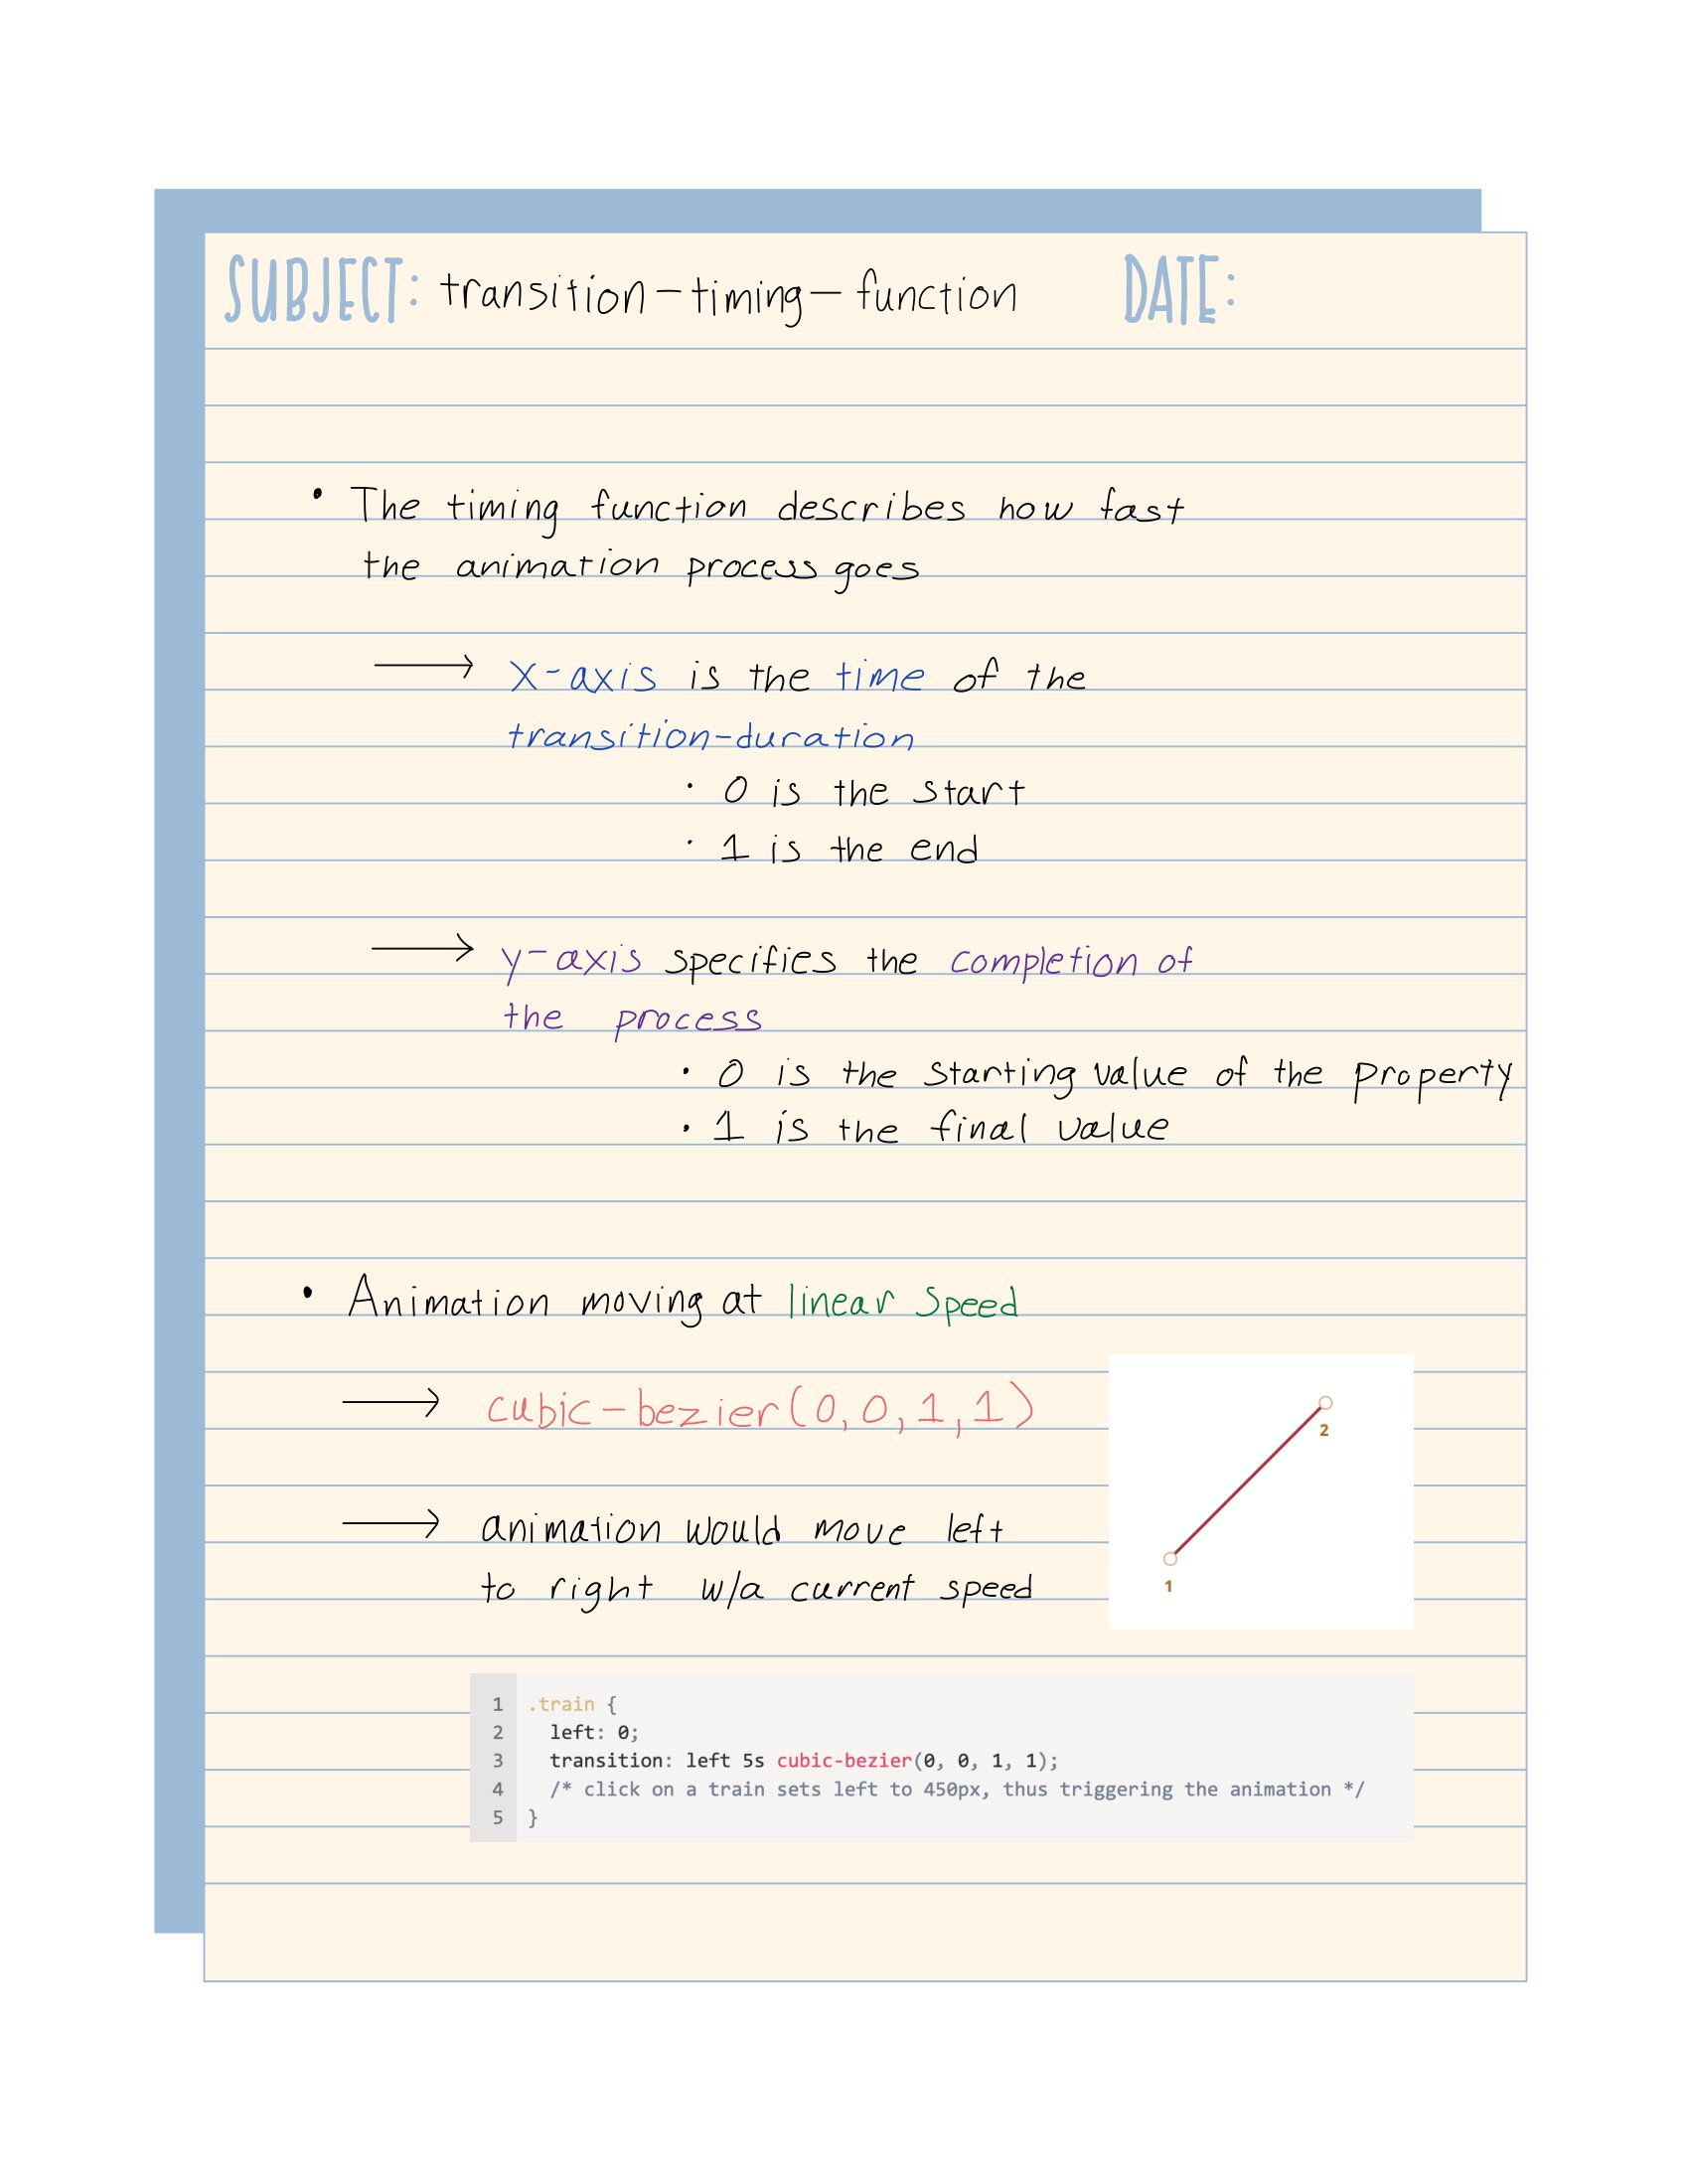 SUBJECT: transition-timing-function DATE:
• The timing function describes how fast
the animation process goes
→ x-axis is the time of the
transition-duration
• 0 is the start
• 1 is the end
→ y-axis specifies the completion of
the process
• 0 is the starting value of the property
• 1 is the final value
• Animation moving at linear speed
→ cubic-bezier(0,0,1,1)
2
→ animation would move left
to right w/a current speed
1
1 .train {
2 left: 0;
3 transition: left 5s cubic-bezier(0, 0, 1, 1);
4 /* click on a train sets left to 450px, thus triggering the animation */
5 }